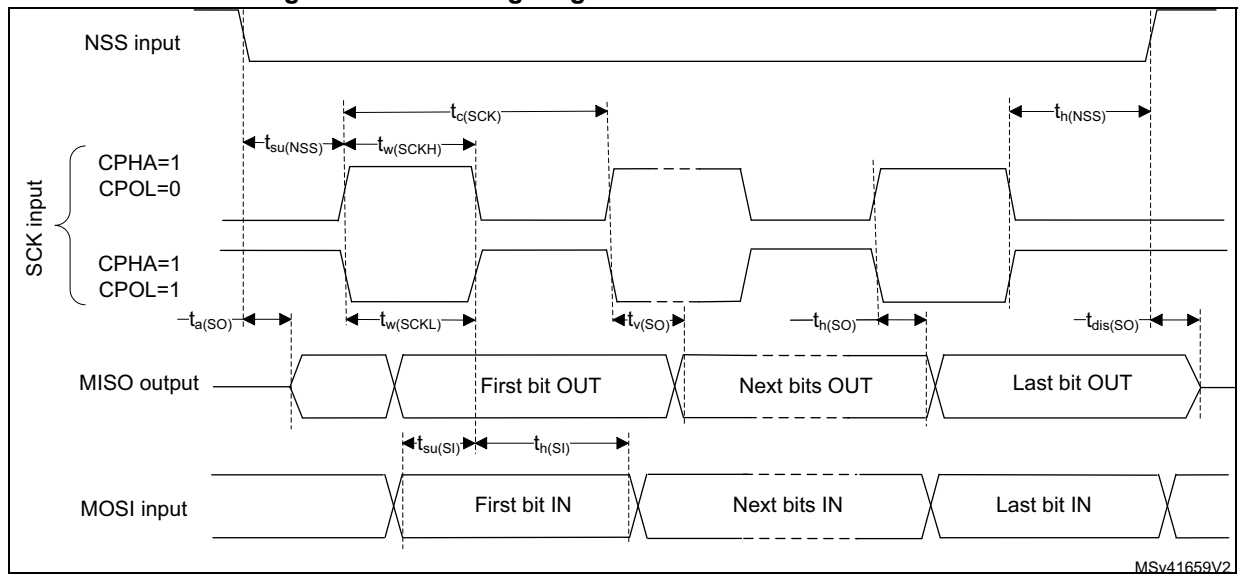 NSS input
tc(SCK)
th(NSS)
tsu(NSS)
tw(SCKH)
SCK input
CPHA=1
CPOL=0
CPHA=1
CPOL=1
ta(SO)
tw(SCKL)
tv(SO)
th(SO)
tdis(SO)
MISO output
First bit OUT
Next bits OUT
Last bit OUT
tsu(SI)
th(SI)
MOSI input
First bit IN
Next bits IN
Last bit IN
MSv41659V2